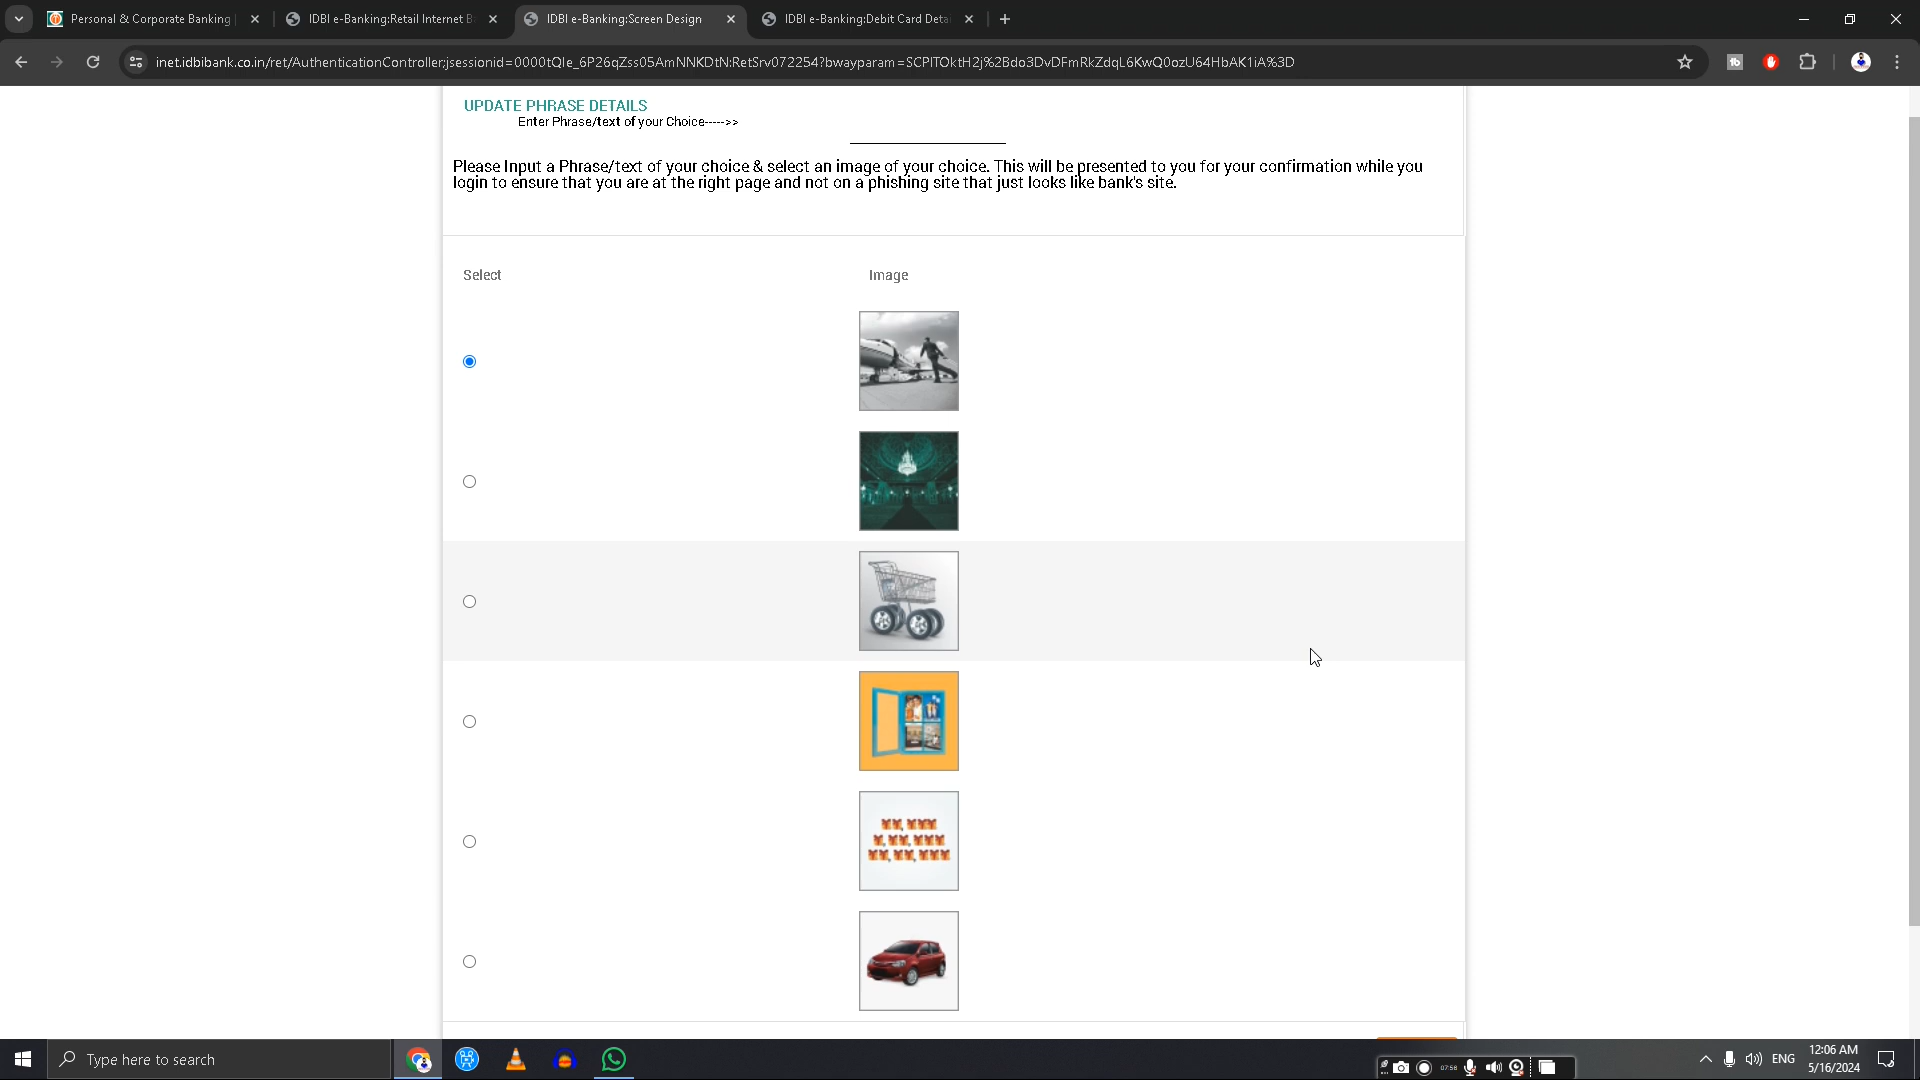 Personal & Corporate Banking
IDBI e-Banking:Retail Internet B
IDBI e-Banking:Screen Design
IDBI e-Banking:Debit Card Detai
inet.idbibank.co.in/ret/AuthenticationController;jsessionid=0000tQIe_6P26qZss05AmNNKDtN:RetSrv072254?bwayparam=SCPITOktH2j%2Bdo3DvDFmRkZdqL6KwQ0ozU64HbAK1iA%3D
UPDATE PHRASE DETAILS
Enter Phrase/text of your Choice----->>
Please Input a Phrase/text of your choice & select an image of your choice. This will be presented to you for your confirmation while you
login to ensure that you are at the right page and not on a phishing site that just looks like bank's site.
Select
Image
Type here to search
07:58
ENG
12:06 AM
5/16/2024